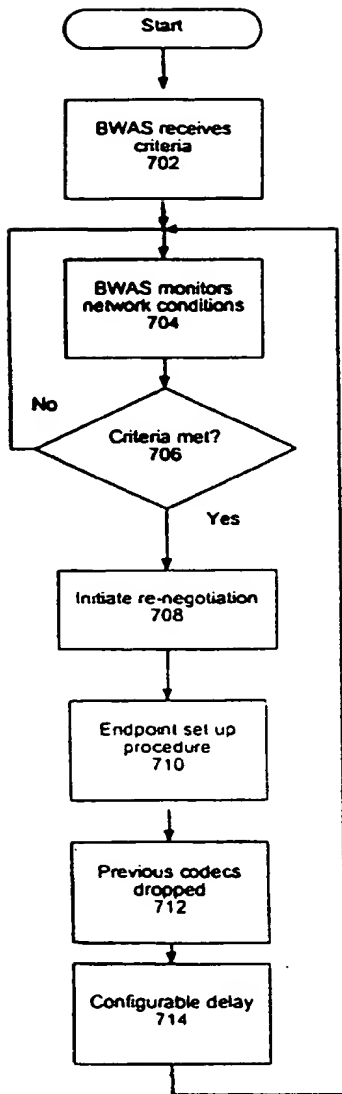 Start
BWAS receives
criteria
702
BWAS monitors
network conditions
704
No
Criteria met?
706
Yes
Initiate re-negotiation
708
Endpoint set up
procedure
710
Previous codecs
dropped
712
Configurable delay
714